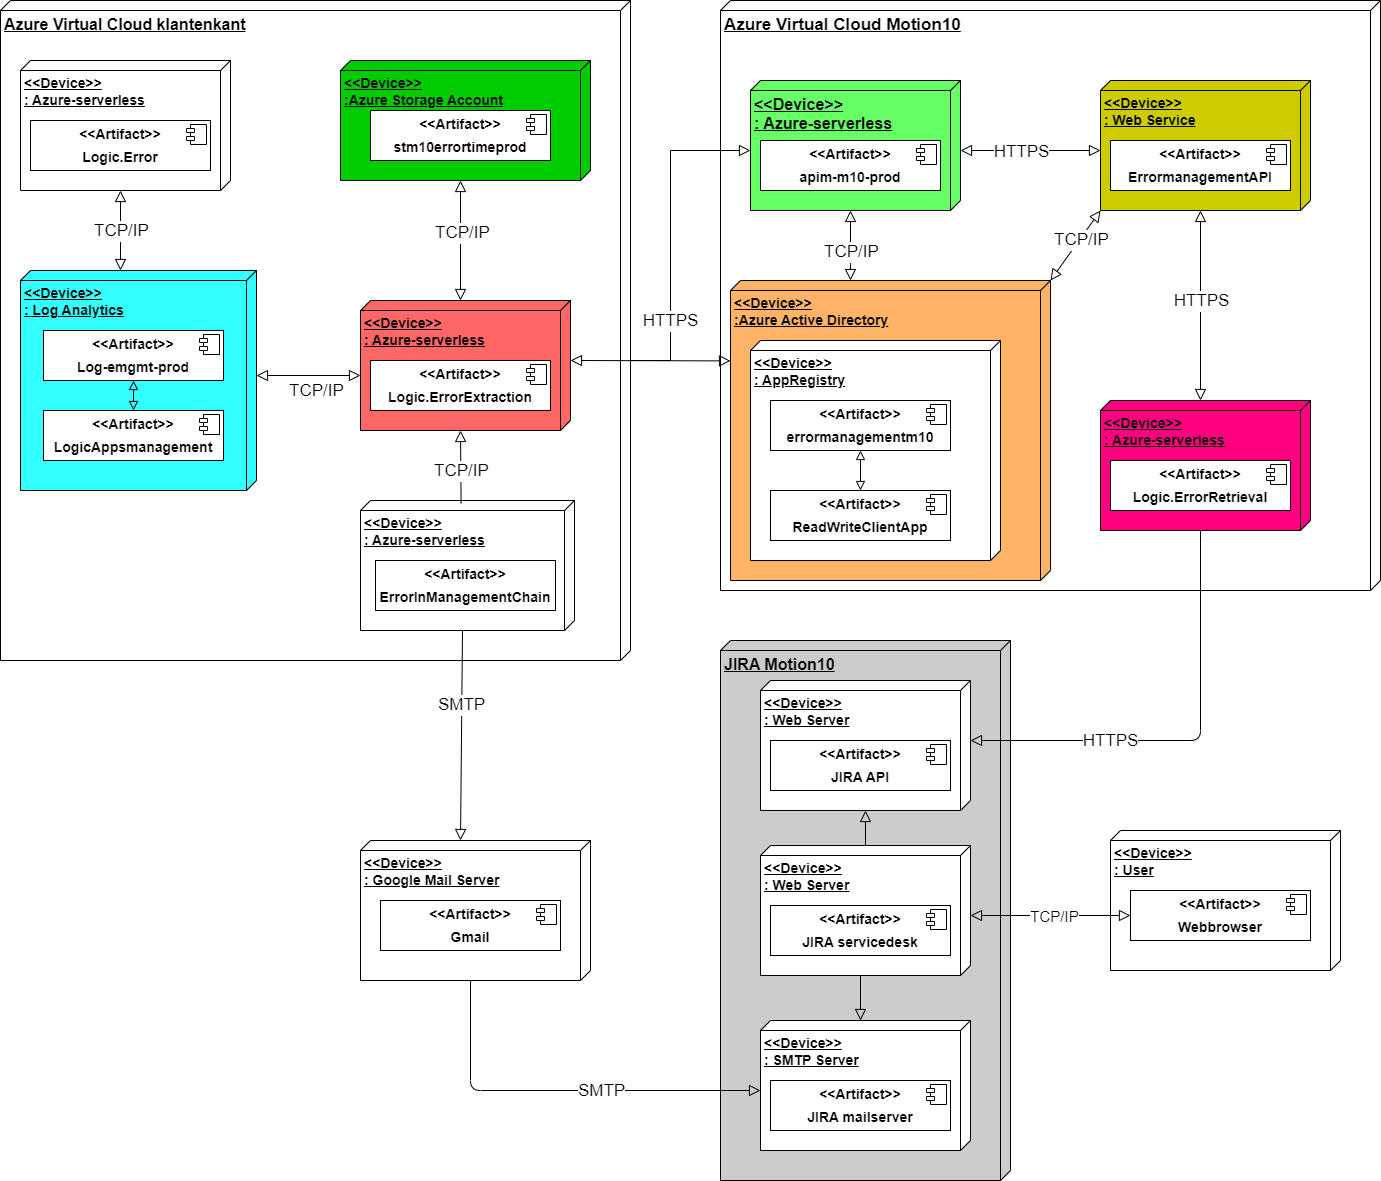 Azure Virtual Cloud klantenkant
<<Device>>
: Azure-serverless
<<Artifact>>
Logic.Error
<<Device>>
:Azure Storage Account
<<Artifact>>
stm10errortimeprod
TCP/IP
TCP/IP
<<Device>>
: Log Analytics
<<Artifact>>
Log-emgmt-prod
<<Artifact>>
LogicAppsmanagement
TCP/IP
<<Device>>
: Azure-serverless
<<Artifact>>
Logic.ErrorExtraction
TCP/IP
<<Device>>
: Azure-serverless
<<Artifact>>
ErrorInManagementChain
HTTPS
Azure Virtual Cloud Motion10
<<Device>>
: Azure-serverless
<<Artifact>>
apim-m10-prod
HTTPS
<<Device>>
: Web Service
<<Artifact>>
ErrormanagementAPI
TCP/IP
TCP/IP
<<Device>>
:Azure Active Directory
<<Device>>
: AppRegistry
<<Artifact>>
errormanagementm10
<<Artifact>>
ReadWriteClientApp
HTTPS
<<Device>>
: Azure-serverless
<<Artifact>>
Logic.ErrorRetrieval
SMTP
JIRA Motion10
<<Device>>
: Web Server
<<Artifact>>
JIRA API
HTTPS
<<Device>>
: Google Mail Server
<<Artifact>>
Gmail
<<Device>>
: Web Server
<<Artifact>>
JIRA servicedesk
TCP/IP
<<Device>>
: User
<<Artifact>>
Webbrowser
SMTP
<<Device>>
: SMTP Server
<<Artifact>>
JIRA mailserver